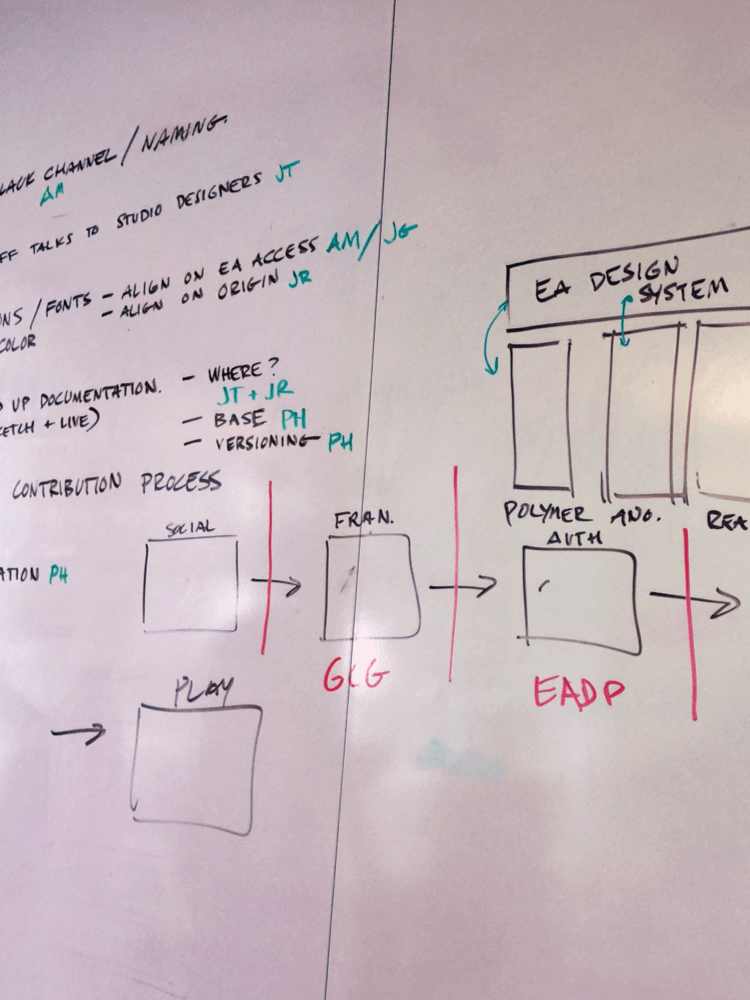 LACK CHANNEL / NAMING.
AM
FF TALKS TO STUDIO DESIGNERS JT
ONS / FONTS – ALIGN ON EA ACCESS AM / JG
– ALIGN ON ORIGIN JR
COLOR
UP DOCUMENTATION. – WHERE?
JT + JR
ETCH + LIVE) – BASE PH
– VERSIONING PH
CONTRIBUTION PROCESS
ATION PH
SOCIAL
FRAN.
GCG
PLAY
EA DESIGN
SYSTEM
POLYMER ANG. REA
AUTH
EADP